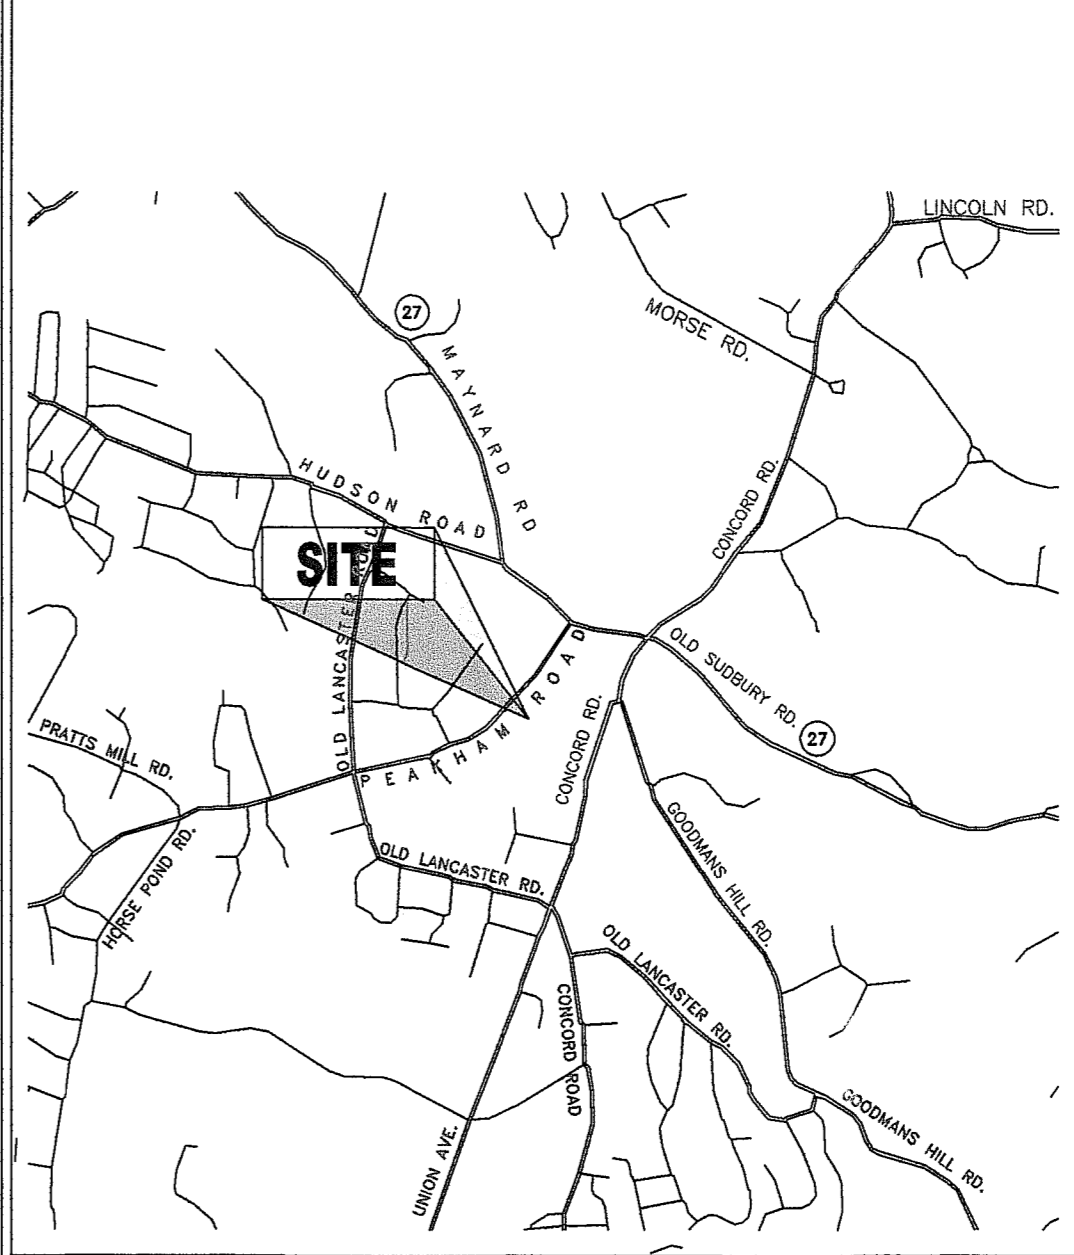 LINCOLN RD.
27
MORSE RD.
MAYNARD RD
HUDSON ROAD
CONCORD RD.
SITE
OLD LANCASTER ROAD
OLD SUDBURY RD.
27
PEAKHAM ROAD
CONCORD RD.
PRATTS MILL RD.
HORSE POND RD.
OLD LANCASTER RD.
GOODMANS HILL RD.
OLD LANCASTER RD.
CONCORD ROAD
GOODMANS HILL RD.
UNION AVE.